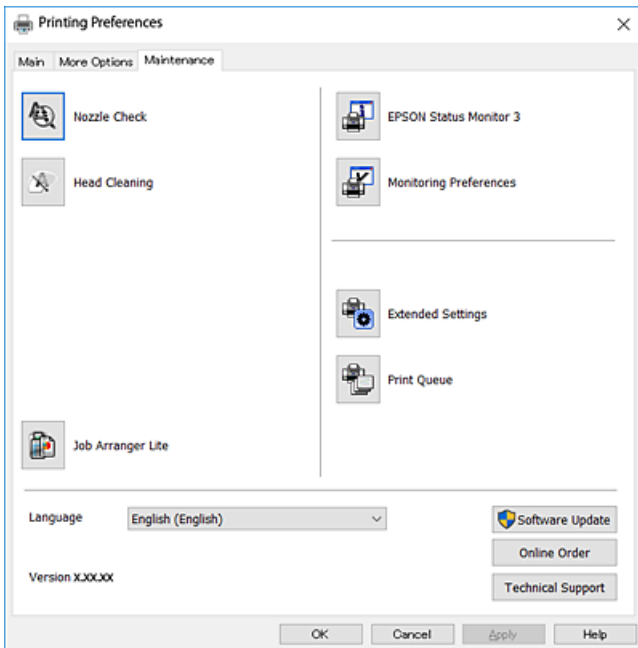 Printing Preferences
Main
More Options
Maintenance
Nozzle Check
Head Cleaning
Job Arranger Lite
EPSON Status Monitor 3
Monitoring Preferences
Extended Settings
Print Queue
Language
English (English)
Version X.XX.XX
Software Update
Online Order
Technical Support
OK
Cancel
Apply
Help